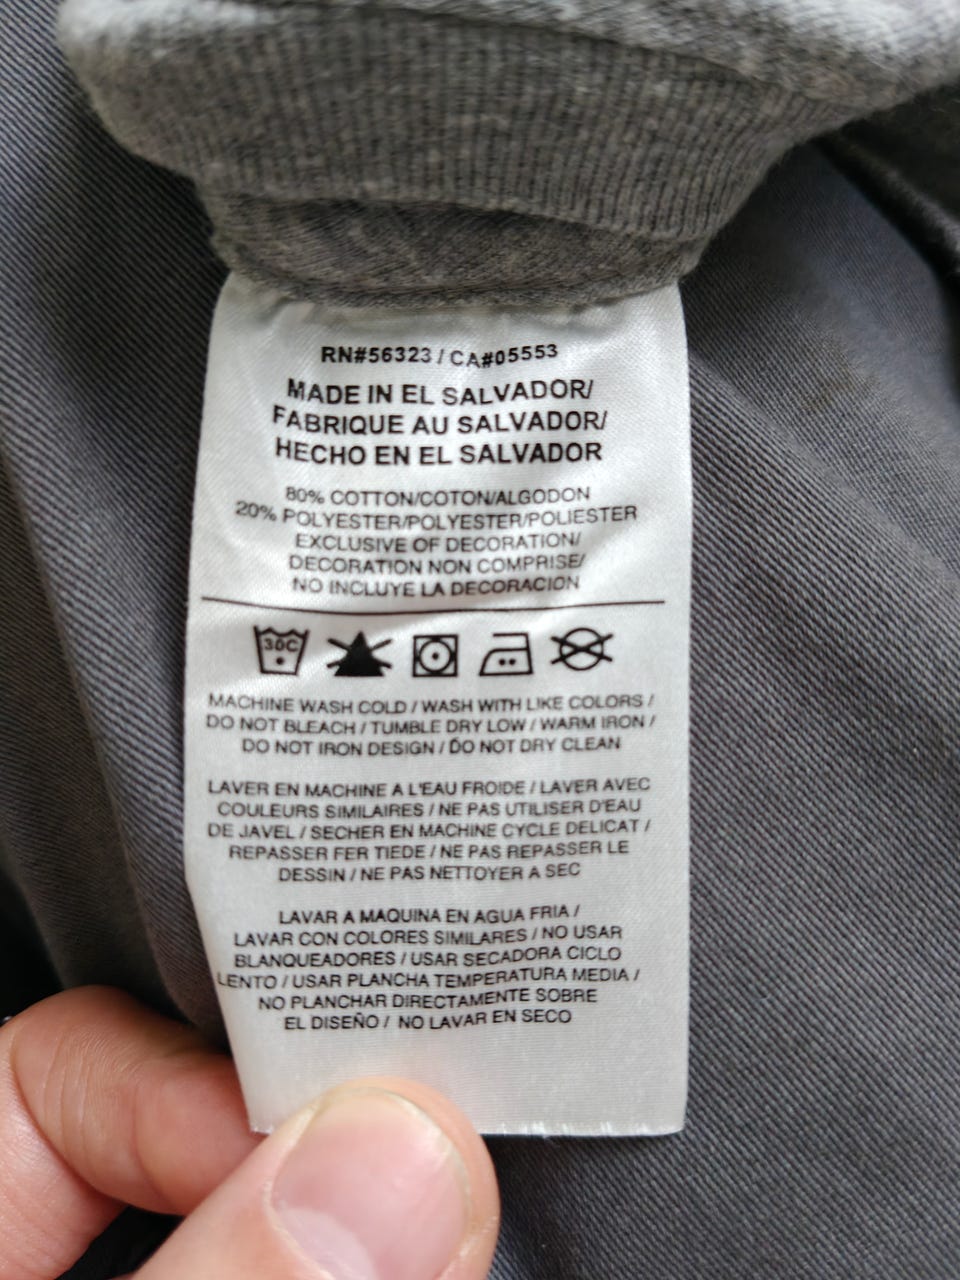 RN#56323 / CA#05553
MADE IN EL SALVADOR/
FABRIQUE AU SALVADOR/
HECHO EN EL SALVADOR
80% COTTON/COTON/ALGODON
20% POLYESTER/POLYESTER/POLIESTER
EXCLUSIVE OF DECORATION/
DECORATION NON COMPRISE/
NO INCLUYE LA DECORACION
30C
MACHINE WASH COLD / WASH WITH LIKE COLORS /
DO NOT BLEACH / TUMBLE DRY LOW / WARM IRON /
DO NOT IRON DESIGN / DO NOT DRY CLEAN
LAVER EN MACHINE A L'EAU FROIDE / LAVER AVEC
COULEURS SIMILAIRES / NE PAS UTILISER D'EAU
DE JAVEL / SECHER EN MACHINE CYCLE DELICAT /
REPASSER FER TIEDE / NE PAS REPASSER LE
DESSIN / NE PAS NETTOYER A SEC
LAVAR A MAQUINA EN AGUA FRIA /
LAVAR CON COLORES SIMILARES / NO USAR
BLANQUEADORES / USAR SECADORA CICLO
LENTO / USAR PLANCHA TEMPERATURA MEDIA /
NO PLANCHAR DIRECTAMENTE SOBRE
EL DISEÑO / NO LAVAR EN SECO